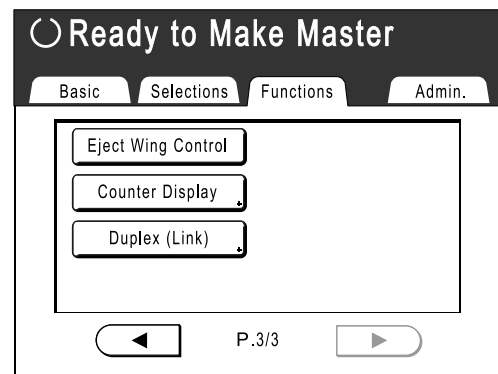 Ready to Make Master
Basic Selections Functions Admin.
Eject Wing Control
Counter Display
Duplex (Link)
P.3/3